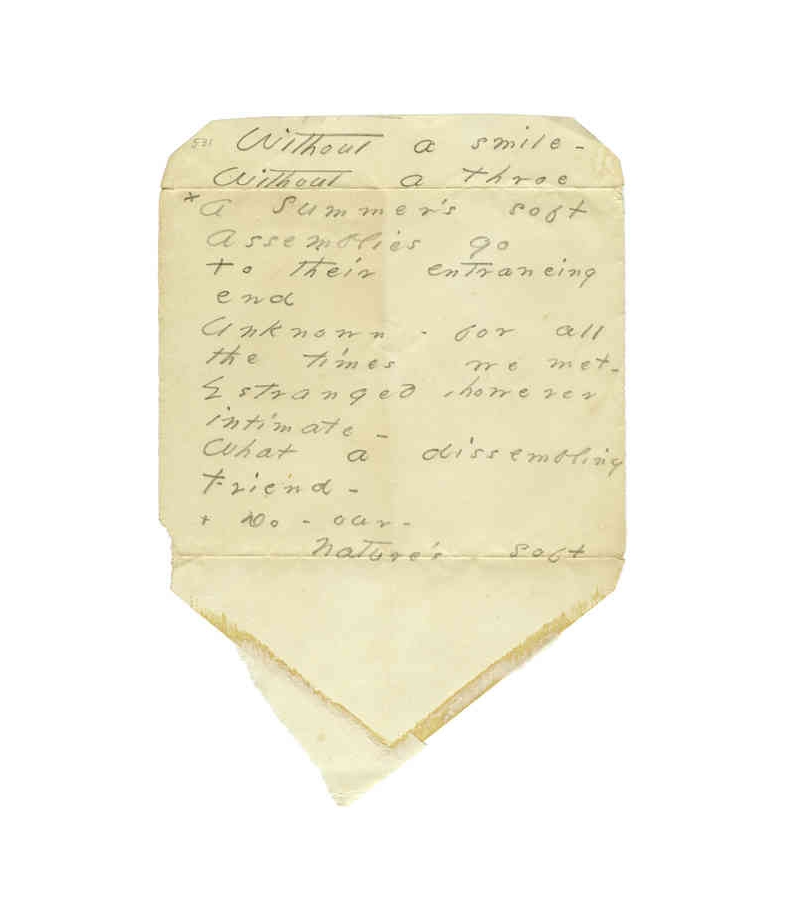 531 Without a smile -
Without a throe
+ A Summer's soft
Assemblies go
to their entrancing
end
Unknown - for all
the times we met -
Estranged , however
intimate -
What a dissembling
Friend -
+ Do - our -
Nature's soft